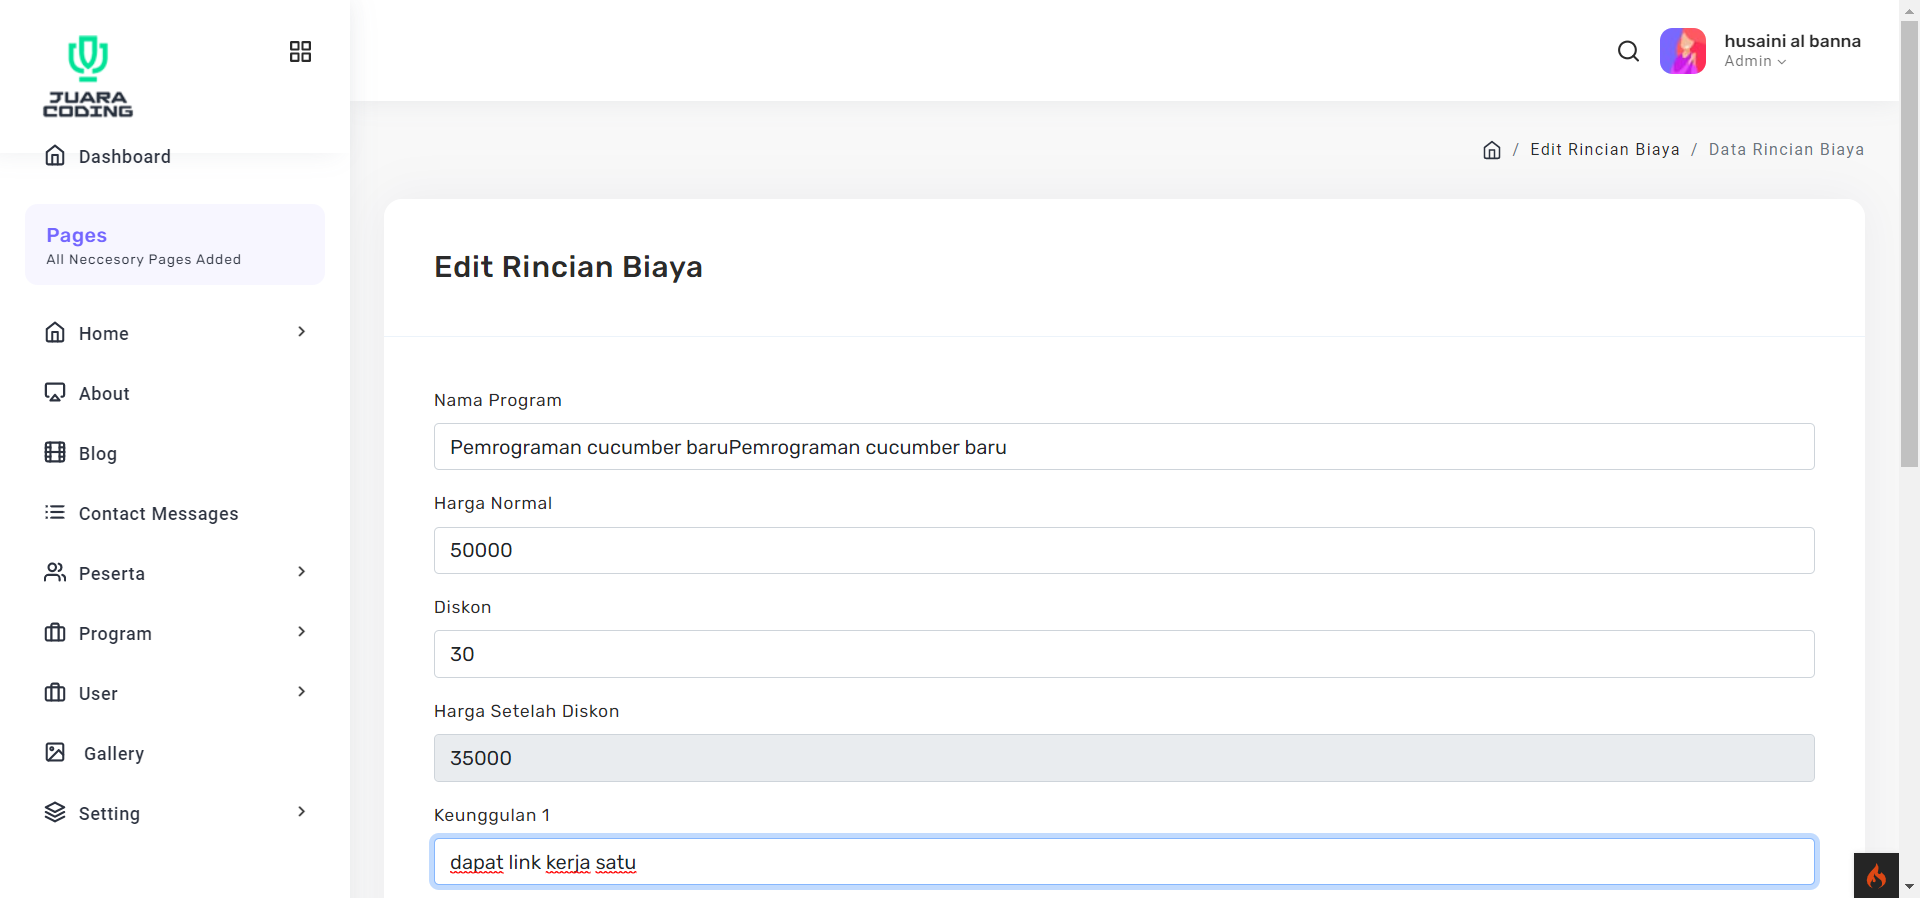 JUARA
CODING
husaini al banna
Admin
Dashboard
/ Edit Rincian Biaya / Data Rincian Biaya
Pages
All Neccesory Pages Added
Home
About
Blog
Contact Messages
Peserta
Program
User
Gallery
Setting
Edit Rincian Biaya
Nama Program
Pemrograman cucumber baruPemrograman cucumber baru
Harga Normal
50000
Diskon
30
Harga Setelah Diskon
35000
Keunggulan 1
dapat link kerja satu